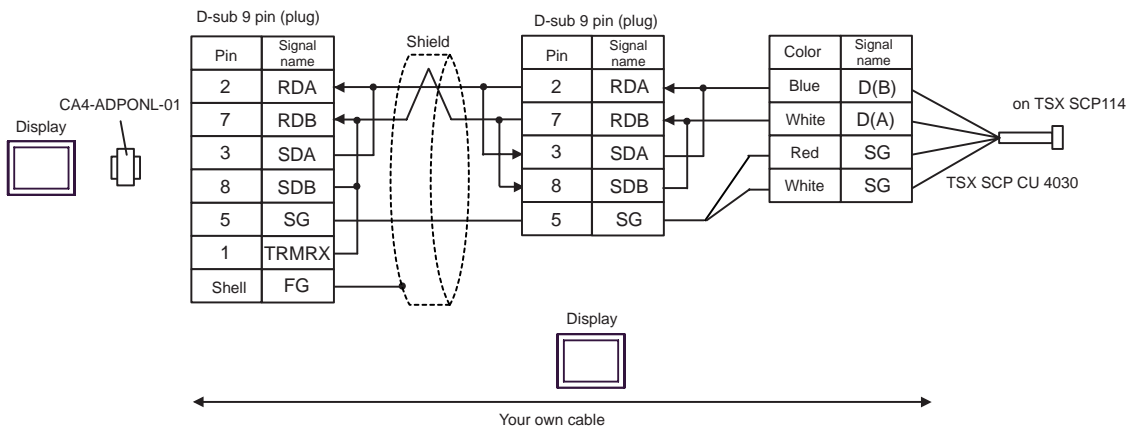 D-sub 9 pin (plug)
Pin Signal name
2 RDA
7 RDB
3 SDA
8 SDB
5 SG
1 TRMRX
Shell FG
Shield
D-sub 9 pin (plug)
Pin Signal name
2 RDA
7 RDB
3 SDA
8 SDB
5 SG
Color Signal name
Blue D(B)
White D(A)
Red SG
White SG
CA4-ADPONL-01
Display
on TSX SCP114
TSX SCP CU 4030
Display
Your own cable